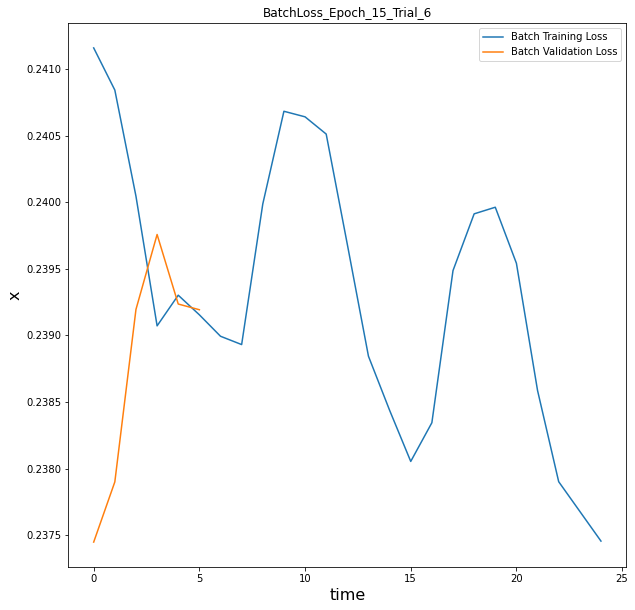 BatchLoss_Epoch_15_Trial_6
Batch Training Loss
Batch Validation Loss
x
0.2410
0.2405
0.2400
0.2395
0.2390
0.2385
0.2380
0.2375
0 5 10 15 20 25
time